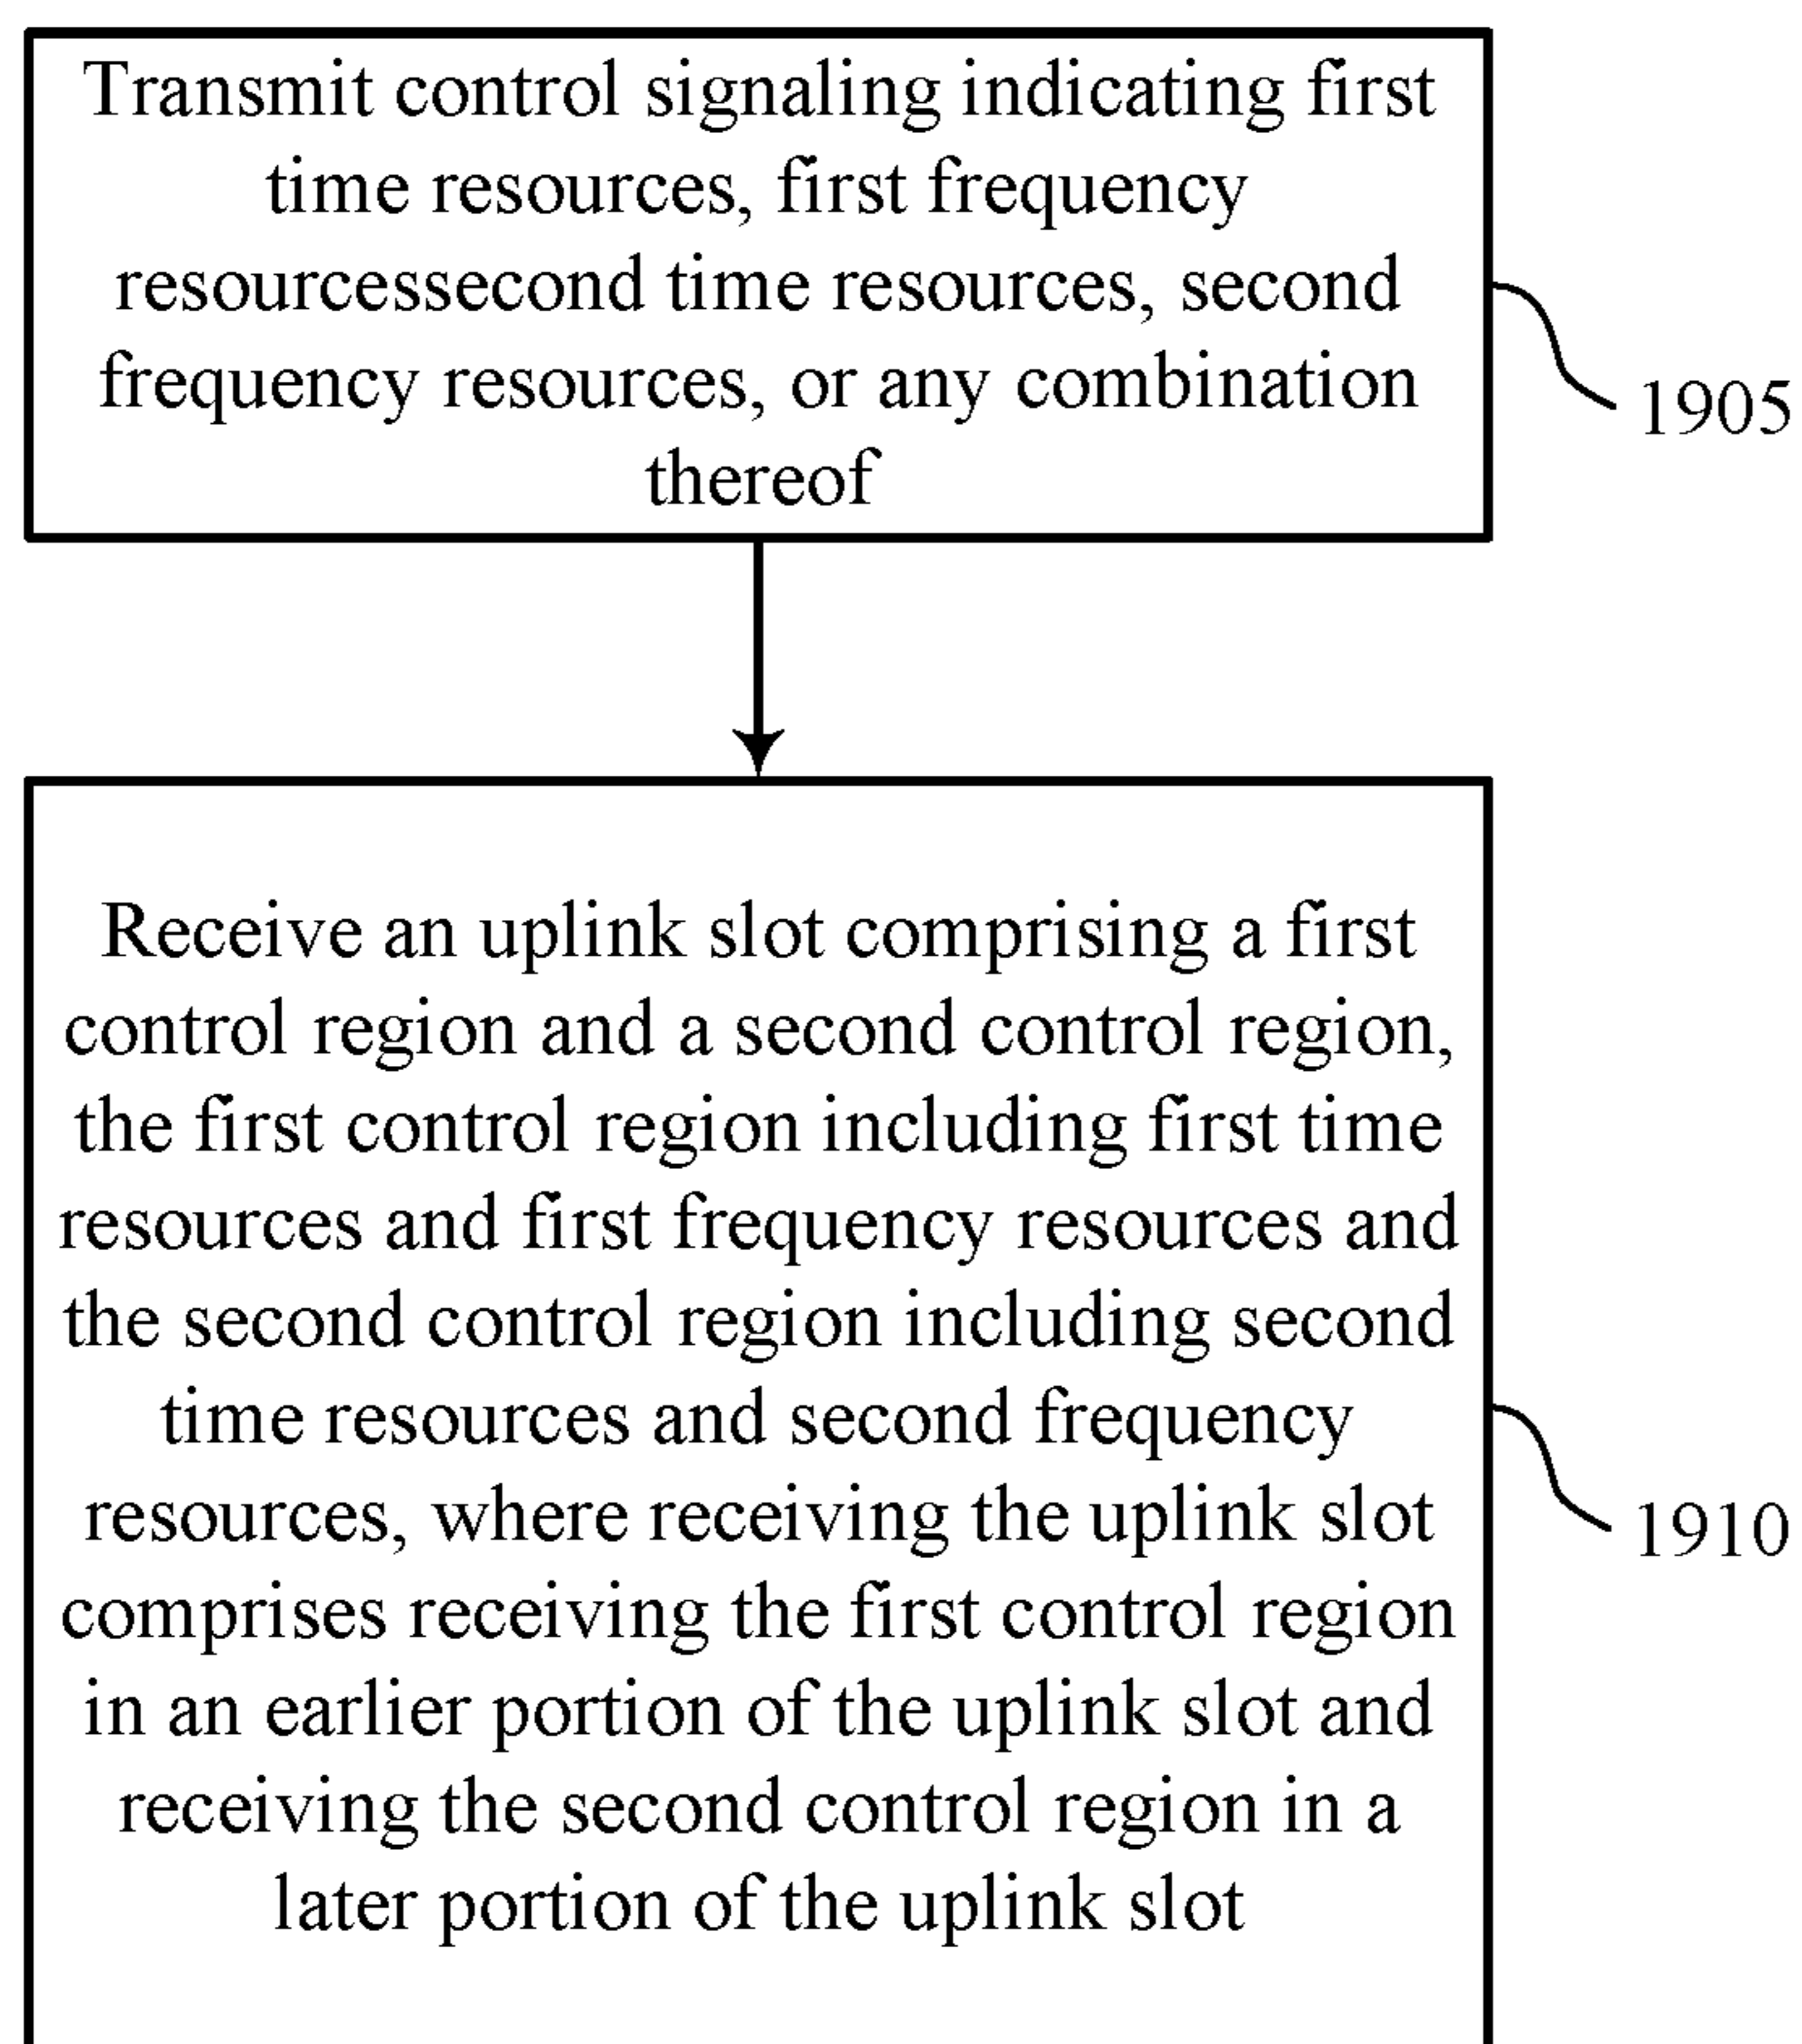 Transmit control signaling indicating first
time resources, first frequency
resourcessecond time resources, second
frequency resources, or any combination
thereof
1905
Receive an uplink slot comprising a first
control region and a second control region,
the first control region including first time
resources and first frequency resources and
the second control region including second
time resources and second frequency
resources, where receiving the uplink slot
comprises receiving the first control region
in an earlier portion of the uplink slot and
receiving the second control region in a
later portion of the uplink slot
1910